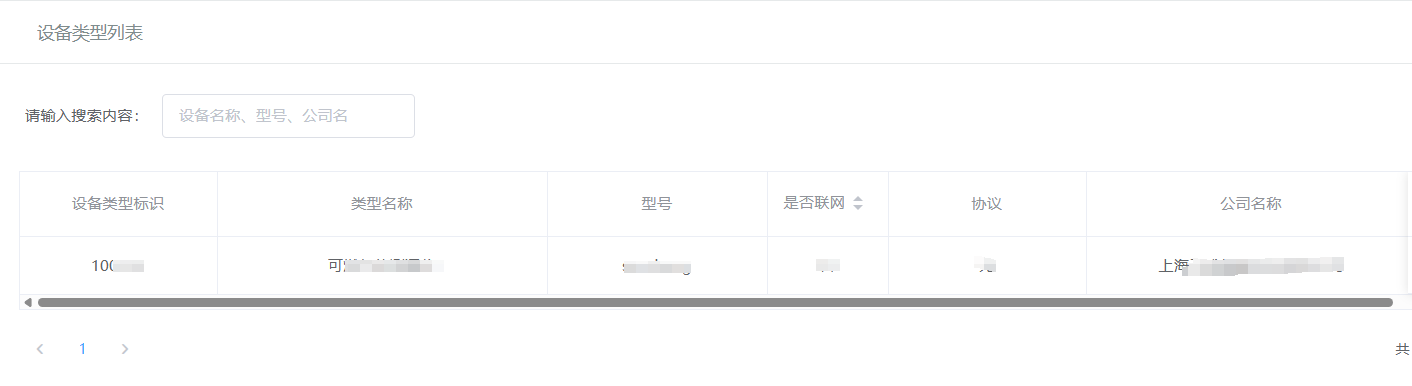 设备类型列表
请输入搜索内容： 设备名称、型号、公司名
设备类型标识 类型名称 型号 是否联网 协议 公司名称
100 可 上海
1 共